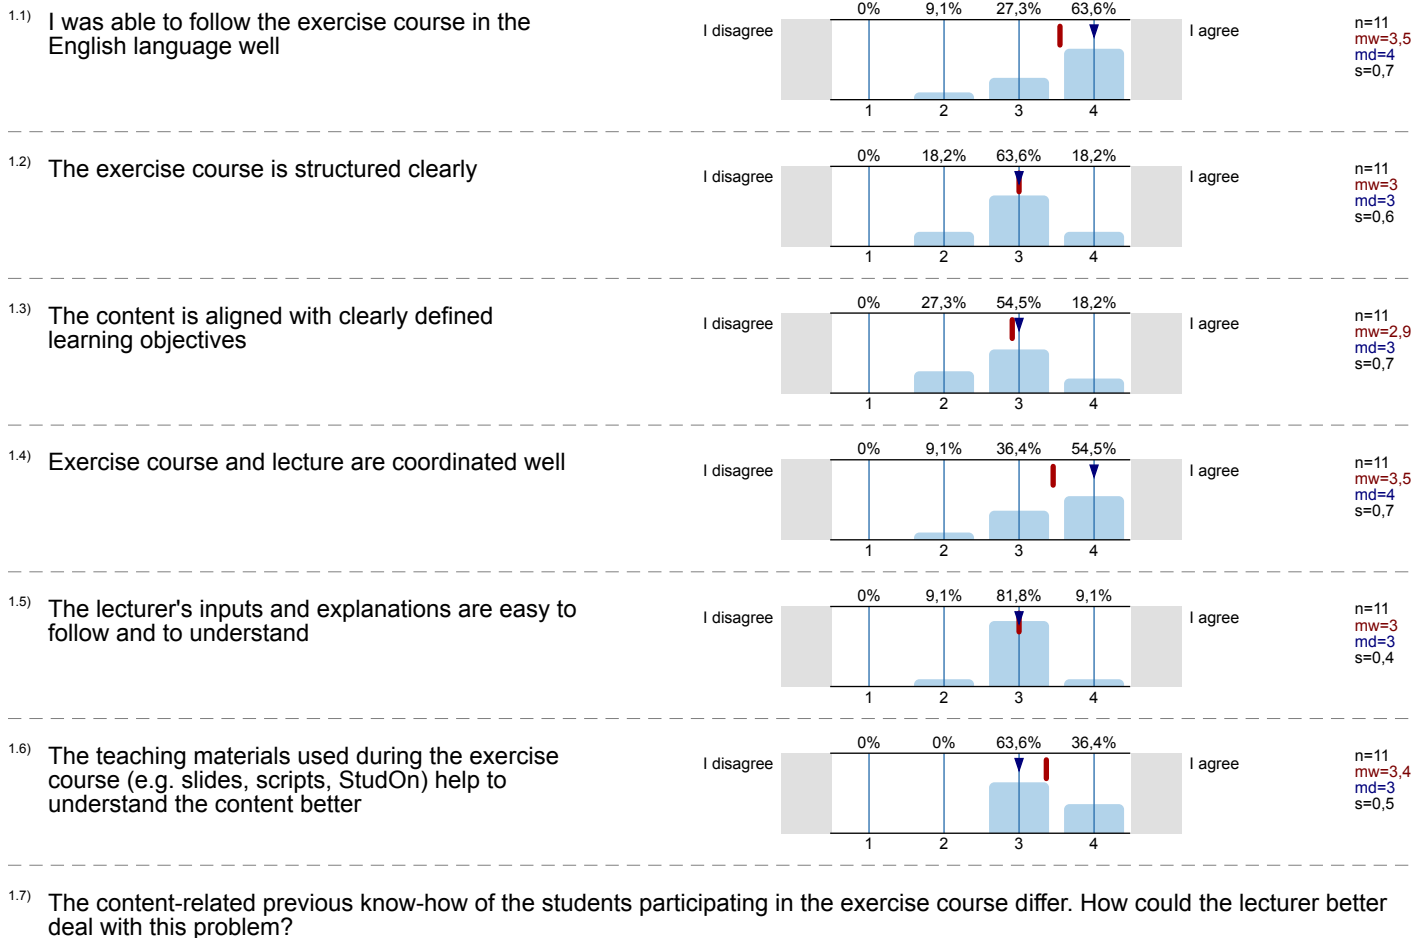 1.1) I was able to follow the exercise course in the
English language well
0% 9,1% 27,3% 63,6%
I disagree
I agree
1 2 3 4
n=11
mw=3,5
md=4
s=0,7
1.2) The exercise course is structured clearly
0% 18,2% 63,6% 18,2%
I disagree
I agree
1 2 3 4
n=11
mw=3
md=3
s=0,6
1.3) The content is aligned with clearly defined
learning objectives
0% 27,3% 54,5% 18,2%
I disagree
I agree
1 2 3 4
n=11
mw=2,9
md=3
s=0,7
1.4) Exercise course and lecture are coordinated well
0% 9,1% 36,4% 54,5%
I disagree
I agree
1 2 3 4
n=11
mw=3,5
md=4
s=0,7
1.5) The lecturer's inputs and explanations are easy to
follow and to understand
0% 9,1% 81,8% 9,1%
I disagree
I agree
1 2 3 4
n=11
mw=3
md=3
s=0,4
1.6) The teaching materials used during the exercise
course (e.g. slides, scripts, StudOn) help to
understand the content better
0% 0% 63,6% 36,4%
I disagree
I agree
1 2 3 4
n=11
mw=3,4
md=3
s=0,5
1.7) The content-related previous know-how of the students participating in the exercise course differ. How could the lecturer better
deal with this problem?